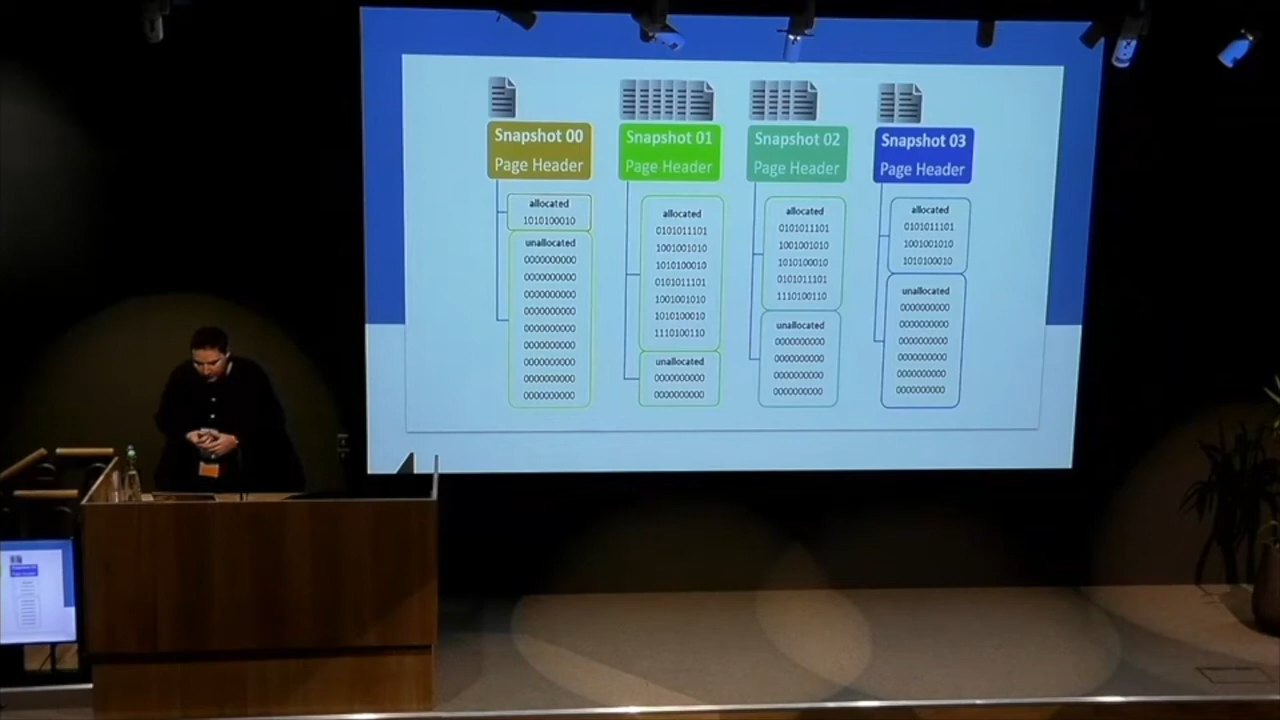 Snapshot 00
Page Header
allocated
1010100010
unallocated
0000000000
0000000000
0000000000
0000000000
0000000000
0000000000
0000000000
0000000000
0000000000
Snapshot 01
Page Header
allocated
0101011101
1001001010
1010100010
0101011101
1001001010
1010100010
1110100110
unallocated
0000000000
0000000000
Snapshot 02
Page Header
allocated
0101011101
1001001010
1010100010
0101011101
1110100110
unallocated
0000000000
0000000000
0000000000
0000000000
Snapshot 03
Page Header
allocated
0101011101
1001001010
1010100010
unallocated
0000000000
0000000000
0000000000
0000000000
0000000000
0000000000